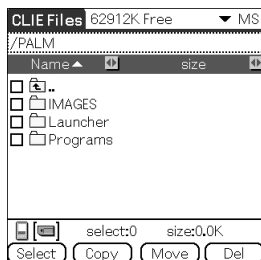 CLIE Files 62912K Free MS
/PALM
Name size
..
IMAGES
Launcher
Programs
select:0 size:0.0K
Select Copy Move Del